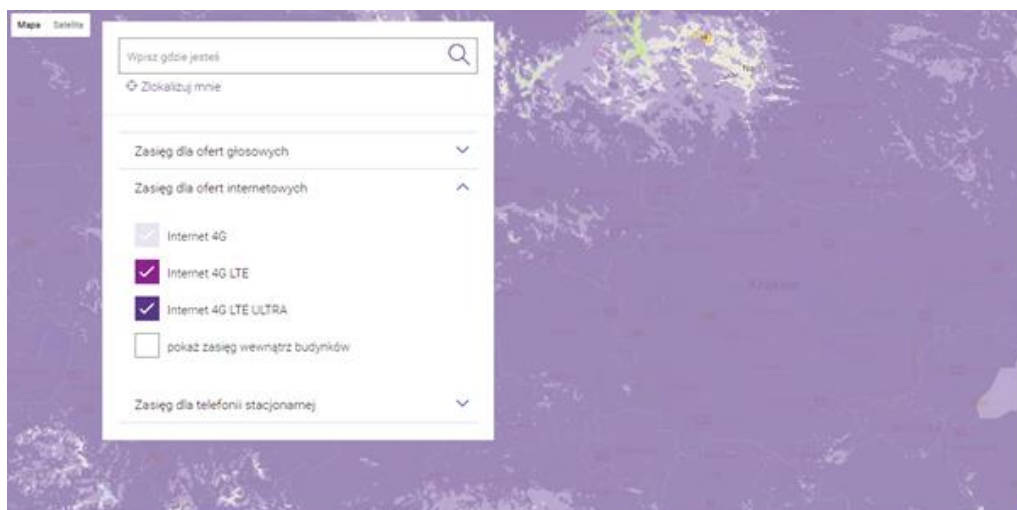 Mapa Satelita
Wpisz gdzie jesteś
Zlokalizuj mnie
Zasięg dla ofert głosowych
Zasięg dla ofert internetowych
Internet 4G
Internet 4G LTE
Internet 4G LTE ULTRA
pokaż zasięg wewnątrz budynków
Zasięg dla telefonii stacjonarnej